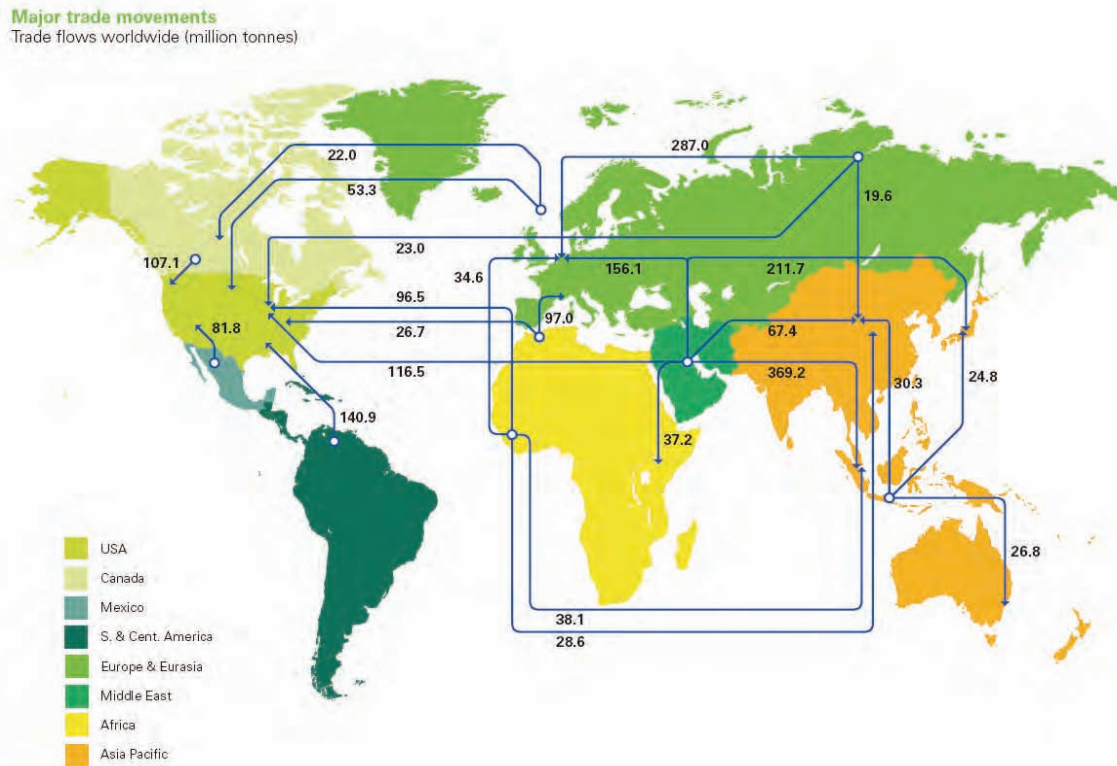 Major trade movements
Trade flows worldwide (million tonnes)
22.0
287.0
53.3
19.6
23.0
107.1
34.6
156.1
211.7
96.5
97.0
81.8
26.7
67.4
116.5
369.2
30.3
24.8
140.9
37.2
26.8
38.1
28.6
USA
Canada
Mexico
S. & Cent. America
Europe & Eurasia
Middle East
Africa
Asia Pacific